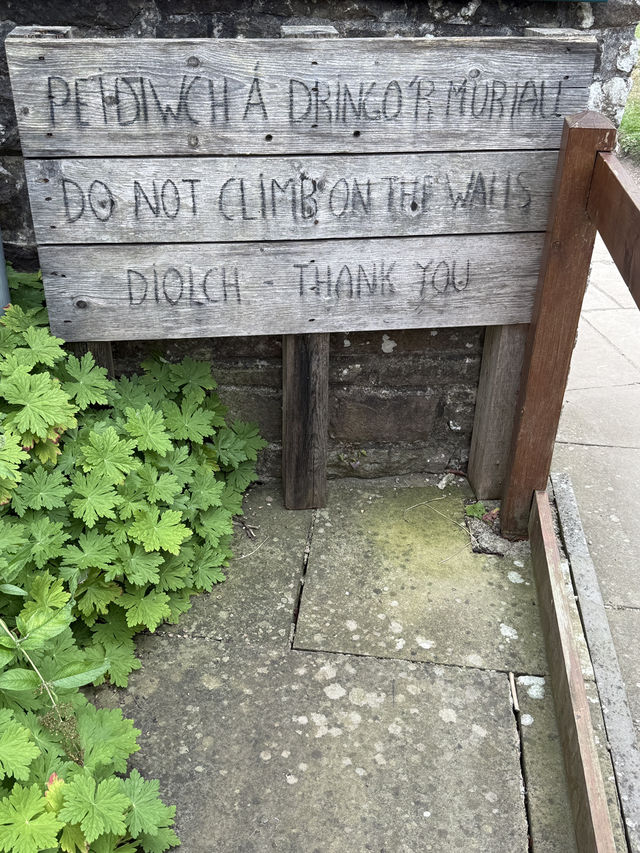 PEIDIWCH Á DRINGO'R MURIAU
DO NOT CLIMB ON THE WALLS
DIOLCH - THANK YOU